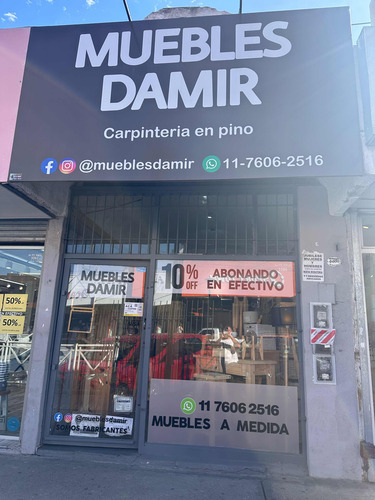 MUEBLES
DAMIR
Carpinteria en pino
@mueblesdamir 11-7606-2516
MUEBLES
DAMIR
10% OFF
ABONANDO
EN EFECTIVO
50%
50%
@mueblesdamir
SOMOS FABRICANTES
11 7606 2516
MUEBLES A MEDIDA